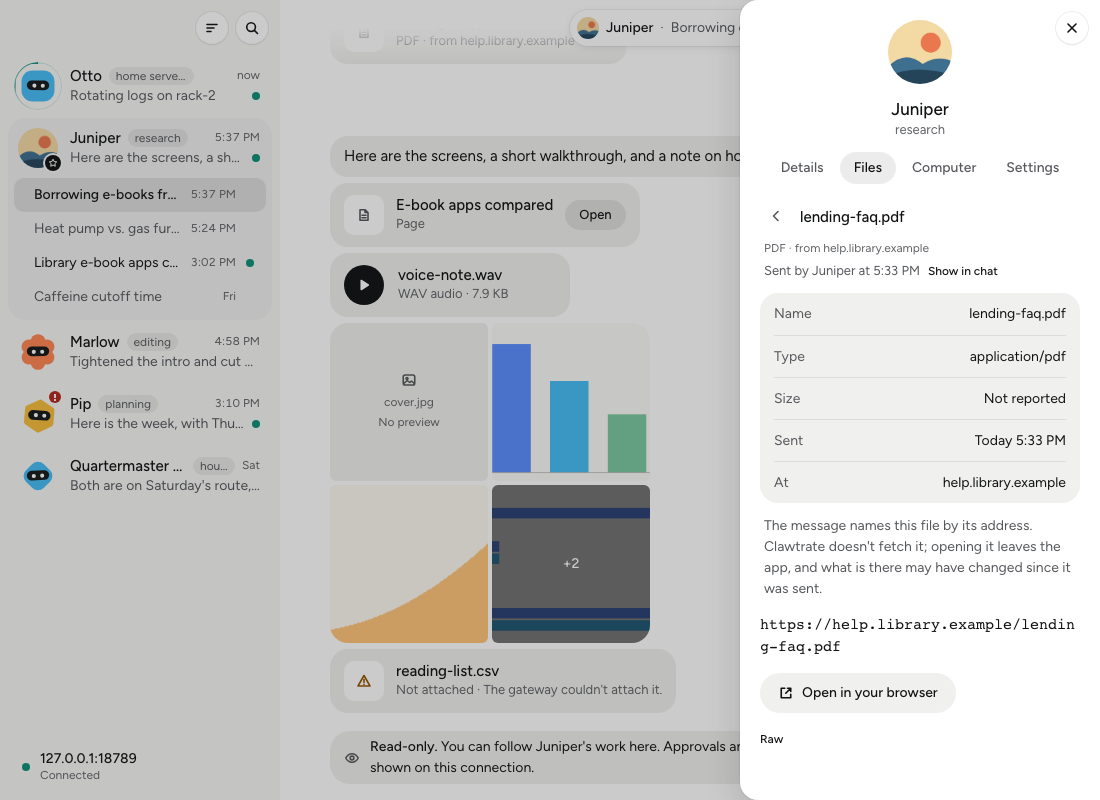 Otto home serve... now
Rotating logs on rack-2
Juniper research 5:37 PM
Here are the screens, a sh...
Borrowing e-books fr... 5:37 PM
Heat pump vs. gas fur... 5:24 PM
Library e-book apps c... 3:02 PM
Caffeine cutoff time Fri
Marlow editing 4:58 PM
Tightened the intro and cut ...
Pip planning 3:10 PM
Here is the week, with Thu...
Quartermaster ... hou... Sat
Both are on Saturday's route,...
127.0.0.1:18789
Connected
Juniper · Borrowing
PDF · from help.library.example
Here are the screens, a short walkthrough, and a note on ho
E-book apps compared
Page
Open
voice-note.wav
WAV audio · 7.9 KB
cover.jpg
No preview
+2
reading-list.csv
Not attached · The gateway couldn't attach it.
Read-only. You can follow Juniper's work here. Approvals ar
shown on this connection.
Juniper
research
Details Files Computer Settings
lending-faq.pdf
PDF · from help.library.example
Sent by Juniper at 5:33 PM Show in chat
Name lending-faq.pdf
Type application/pdf
Size Not reported
Sent Today 5:33 PM
At help.library.example
The message names this file by its address.
Clawtrate doesn't fetch it; opening it leaves the
app, and what is there may have changed since it
was sent.
https://help.library.example/lendin
g-faq.pdf
Open in your browser
Raw